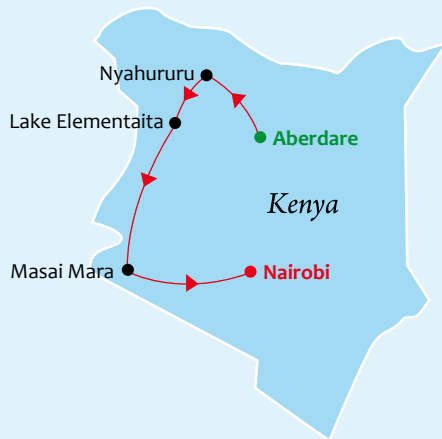 Nyahururu
Lake Elementaita
Aberdare
Kenya
Masai Mara
Nairobi